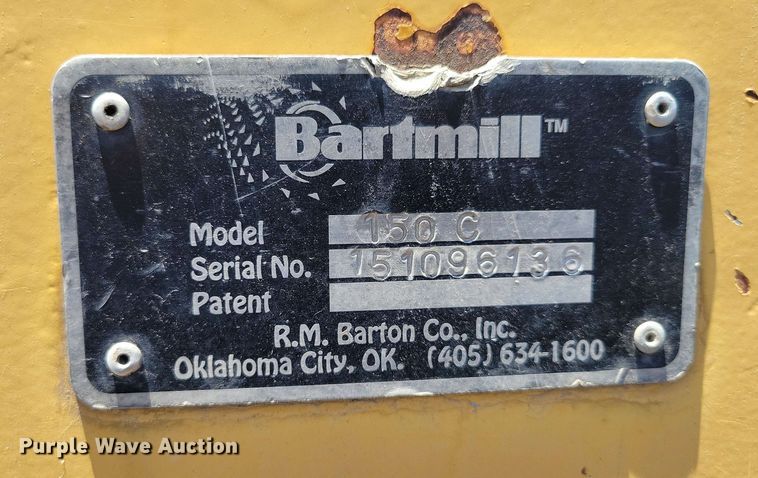 Bartmill™
Model 150 C
Serial No. 151096136
Patent
R.M. Barton Co., Inc.
Oklahoma City, OK. (405) 634-1600
Purple Wave Auction